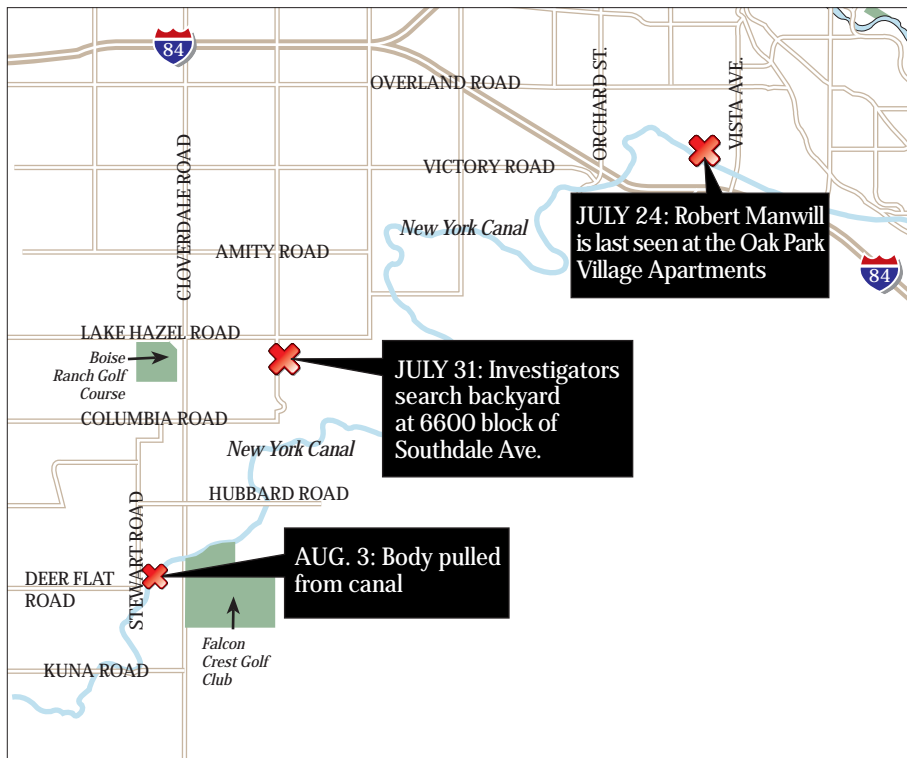 84
OVERLAND ROAD
ORCHARD ST.
VISTA AVE.
CLOVERDALE ROAD
VICTORY ROAD
JULY 24: Robert Manwill
is last seen at the Oak Park
Village Apartments
New York Canal
AMITY ROAD
84
LAKE HAZEL ROAD
Boise
Ranch Golf
Course
JULY 31: Investigators
search backyard
at 6600 block of
Southdale Ave.
COLUMBIA ROAD
New York Canal
HUBBARD ROAD
STEWART ROAD
AUG. 3: Body pulled
from canal
DEER FLAT
ROAD
Falcon
Crest Golf
Club
KUNA ROAD